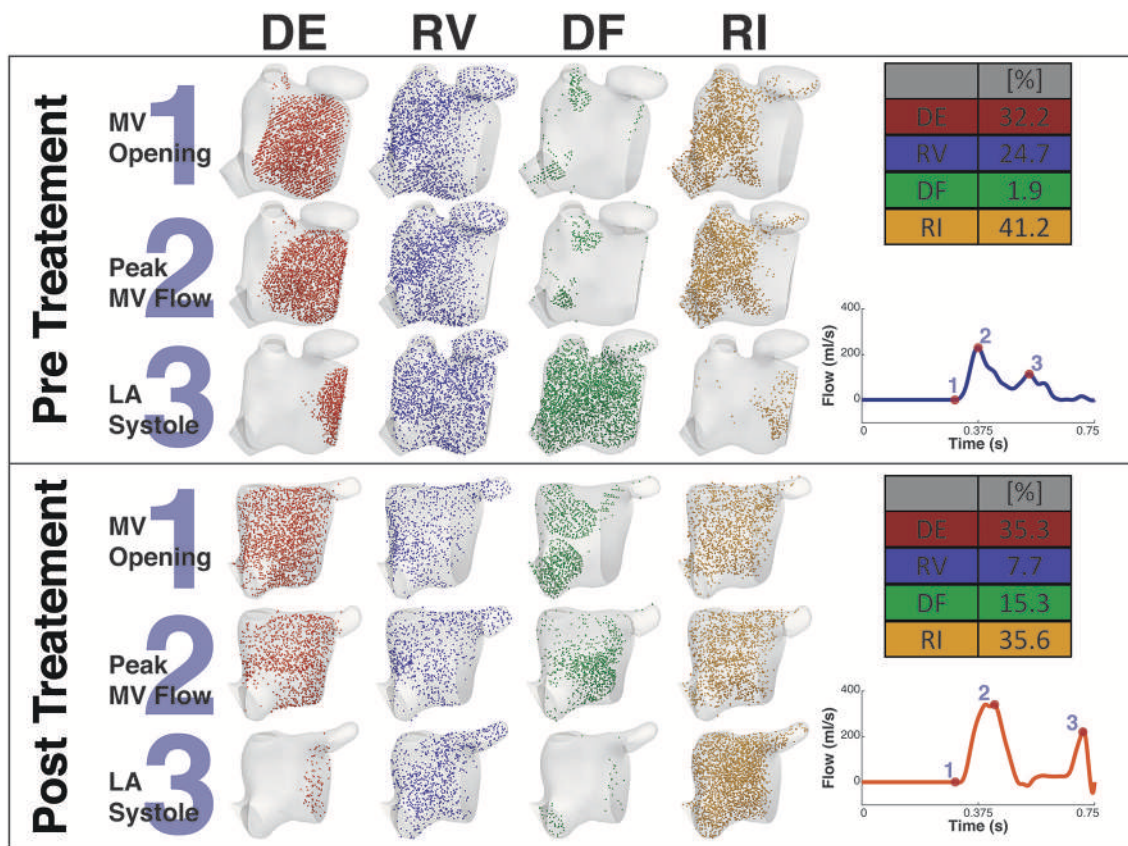 DE RV DF RI
Pre Treatement
1
MV
Opening
2
Peak
MV Flow
3
LA
Systole
[%]
DE 32.2
RV 24.7
DF 1.9
RI 41.2
400
200
0
Flow (ml/s)
1
2
3
0 0.375 0.75
Time (s)
Post Treatement
1
MV
Opening
2
Peak
MV Flow
3
LA
Systole
[%]
DE 35.3
RV 7.7
DF 15.3
RI 35.6
400
200
0
Flow (ml/s)
1
2
3
0 0.375 0.75
Time (s)